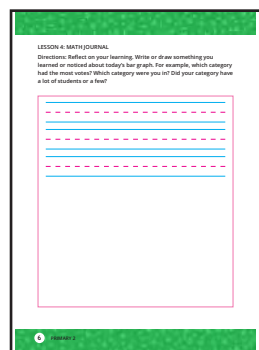 LESSON 4: MATH JOURNAL
Directions: Reflect on your learning. Write or draw something you
learned or noticed about today's bar graph. For example, which category
had the most votes? Which category were you in? Did your category have
a lot of students or a few?
6 PRIMARY 2